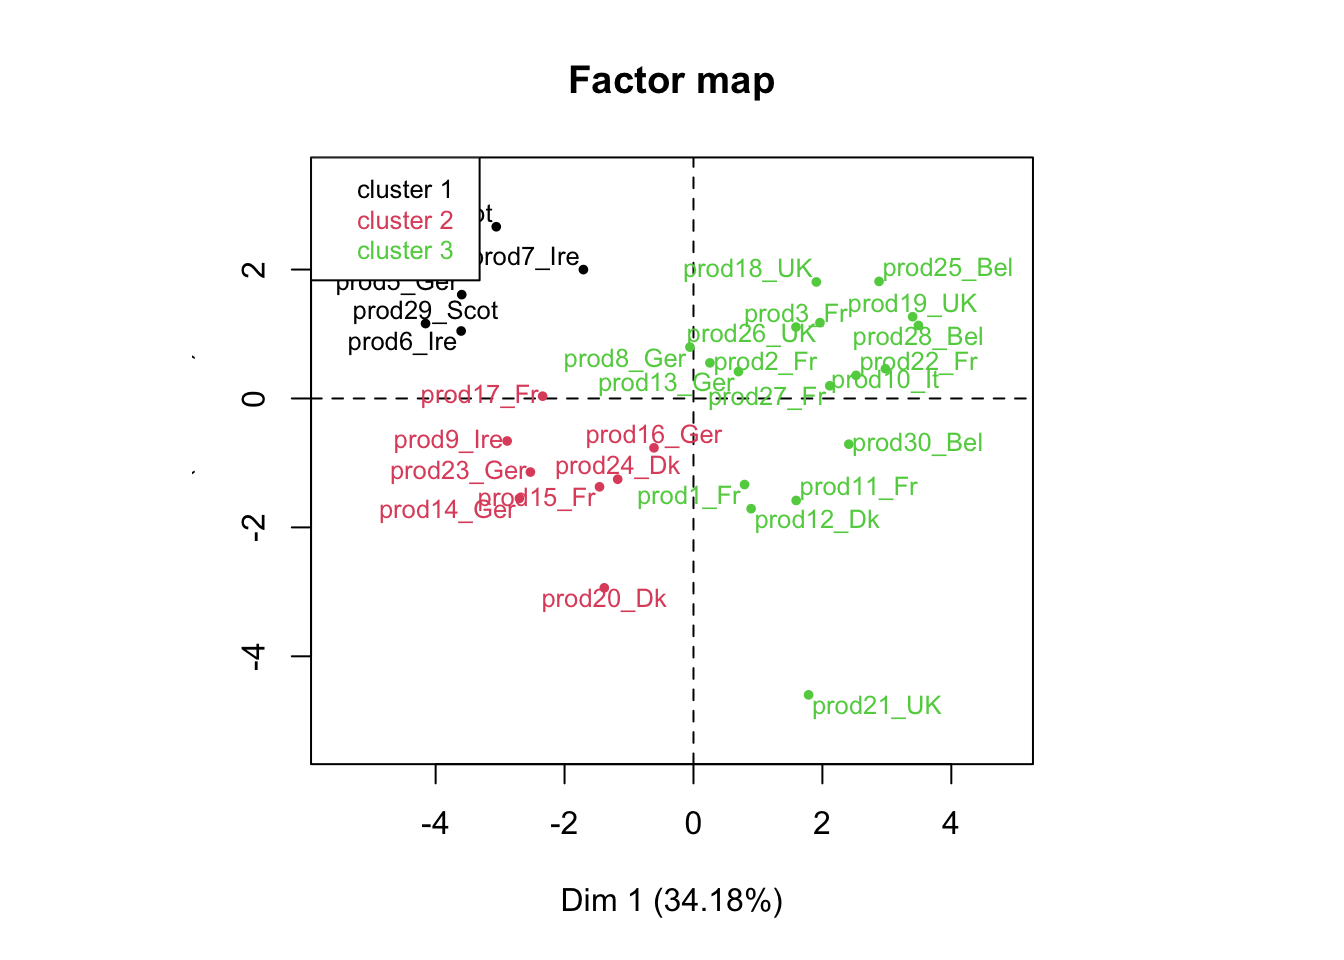 Factor map
cluster 1
cluster 2
cluster 3
prod7_Ire
prod5_Ger
prod29_Scot
prod6_Ire
prod18_UK
prod25_Bel
prod19_UK
prod3_Fr
prod26_UK
prod28_Bel
prod8_Ger
prod2_Fr
prod22_Fr
prod13_Ger
prod10_It
prod27_Fr
prod17_Fr
prod16_Ger
prod9_Ire
prod30_Bel
prod23_Ger
prod24_Dk
prod15_Fr
prod14_Ger
prod1_Fr
prod11_Fr
prod12_Dk
prod20_Dk
prod21_UK
2
0
-2
-4
-4
-2
0
2
4
Dim 1 (34.18%)